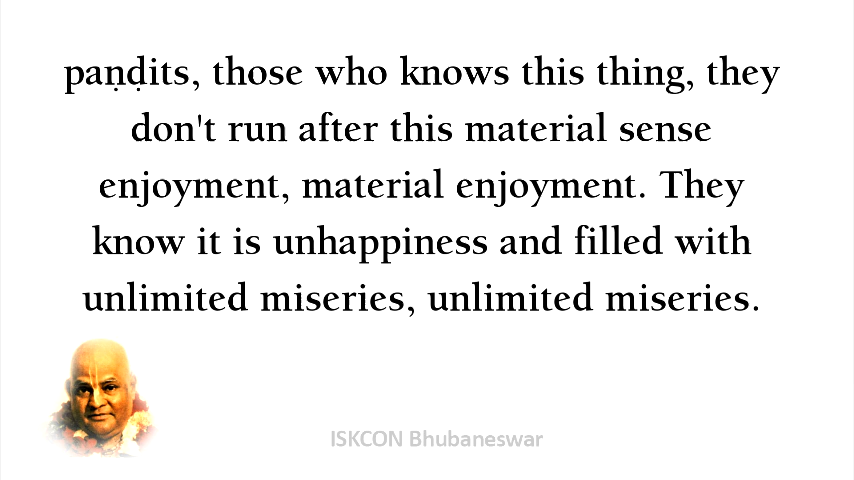 paṇḍits, those who knows this thing, they
don't run after this material sense
enjoyment, material enjoyment. They
know it is unhappiness and filled with
unlimited miseries, unlimited miseries.
ISKCON Bhubaneswar